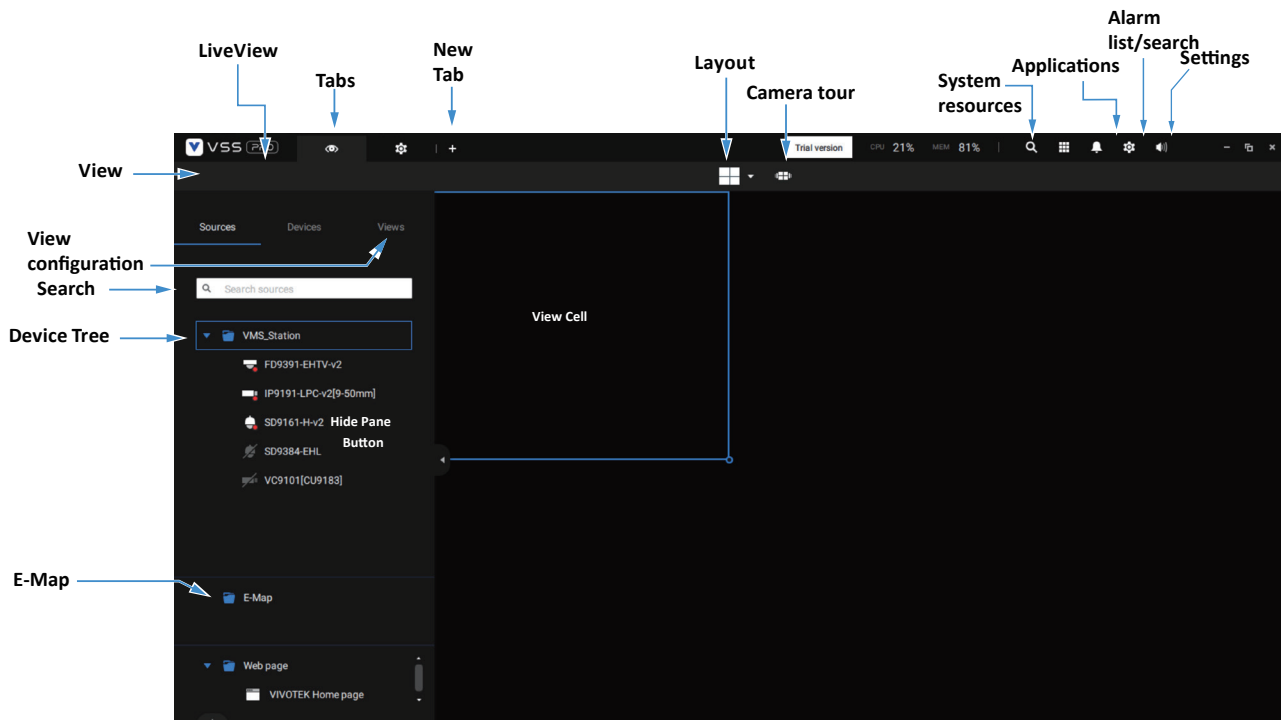 Alarm
list/search
LiveView
New
Tab
Settings
Layout
Applications
Tabs
System
resources
Camera tour
VSS PRO
+
Trial version
CPU 21%
MEM 81%
View
Sources
Devices
Views
View
configuration
Search
Search sources
View Cell
Device Tree
VMS_Station
FD9391-EHTV-v2
IP9191-LPC-v2[9-50mm]
SD9161-H-v2
Hide Pane
Button
SD9384-EHL
VC9101[CU9183]
E-Map
E-Map
Web page
VIVOTEK Home page